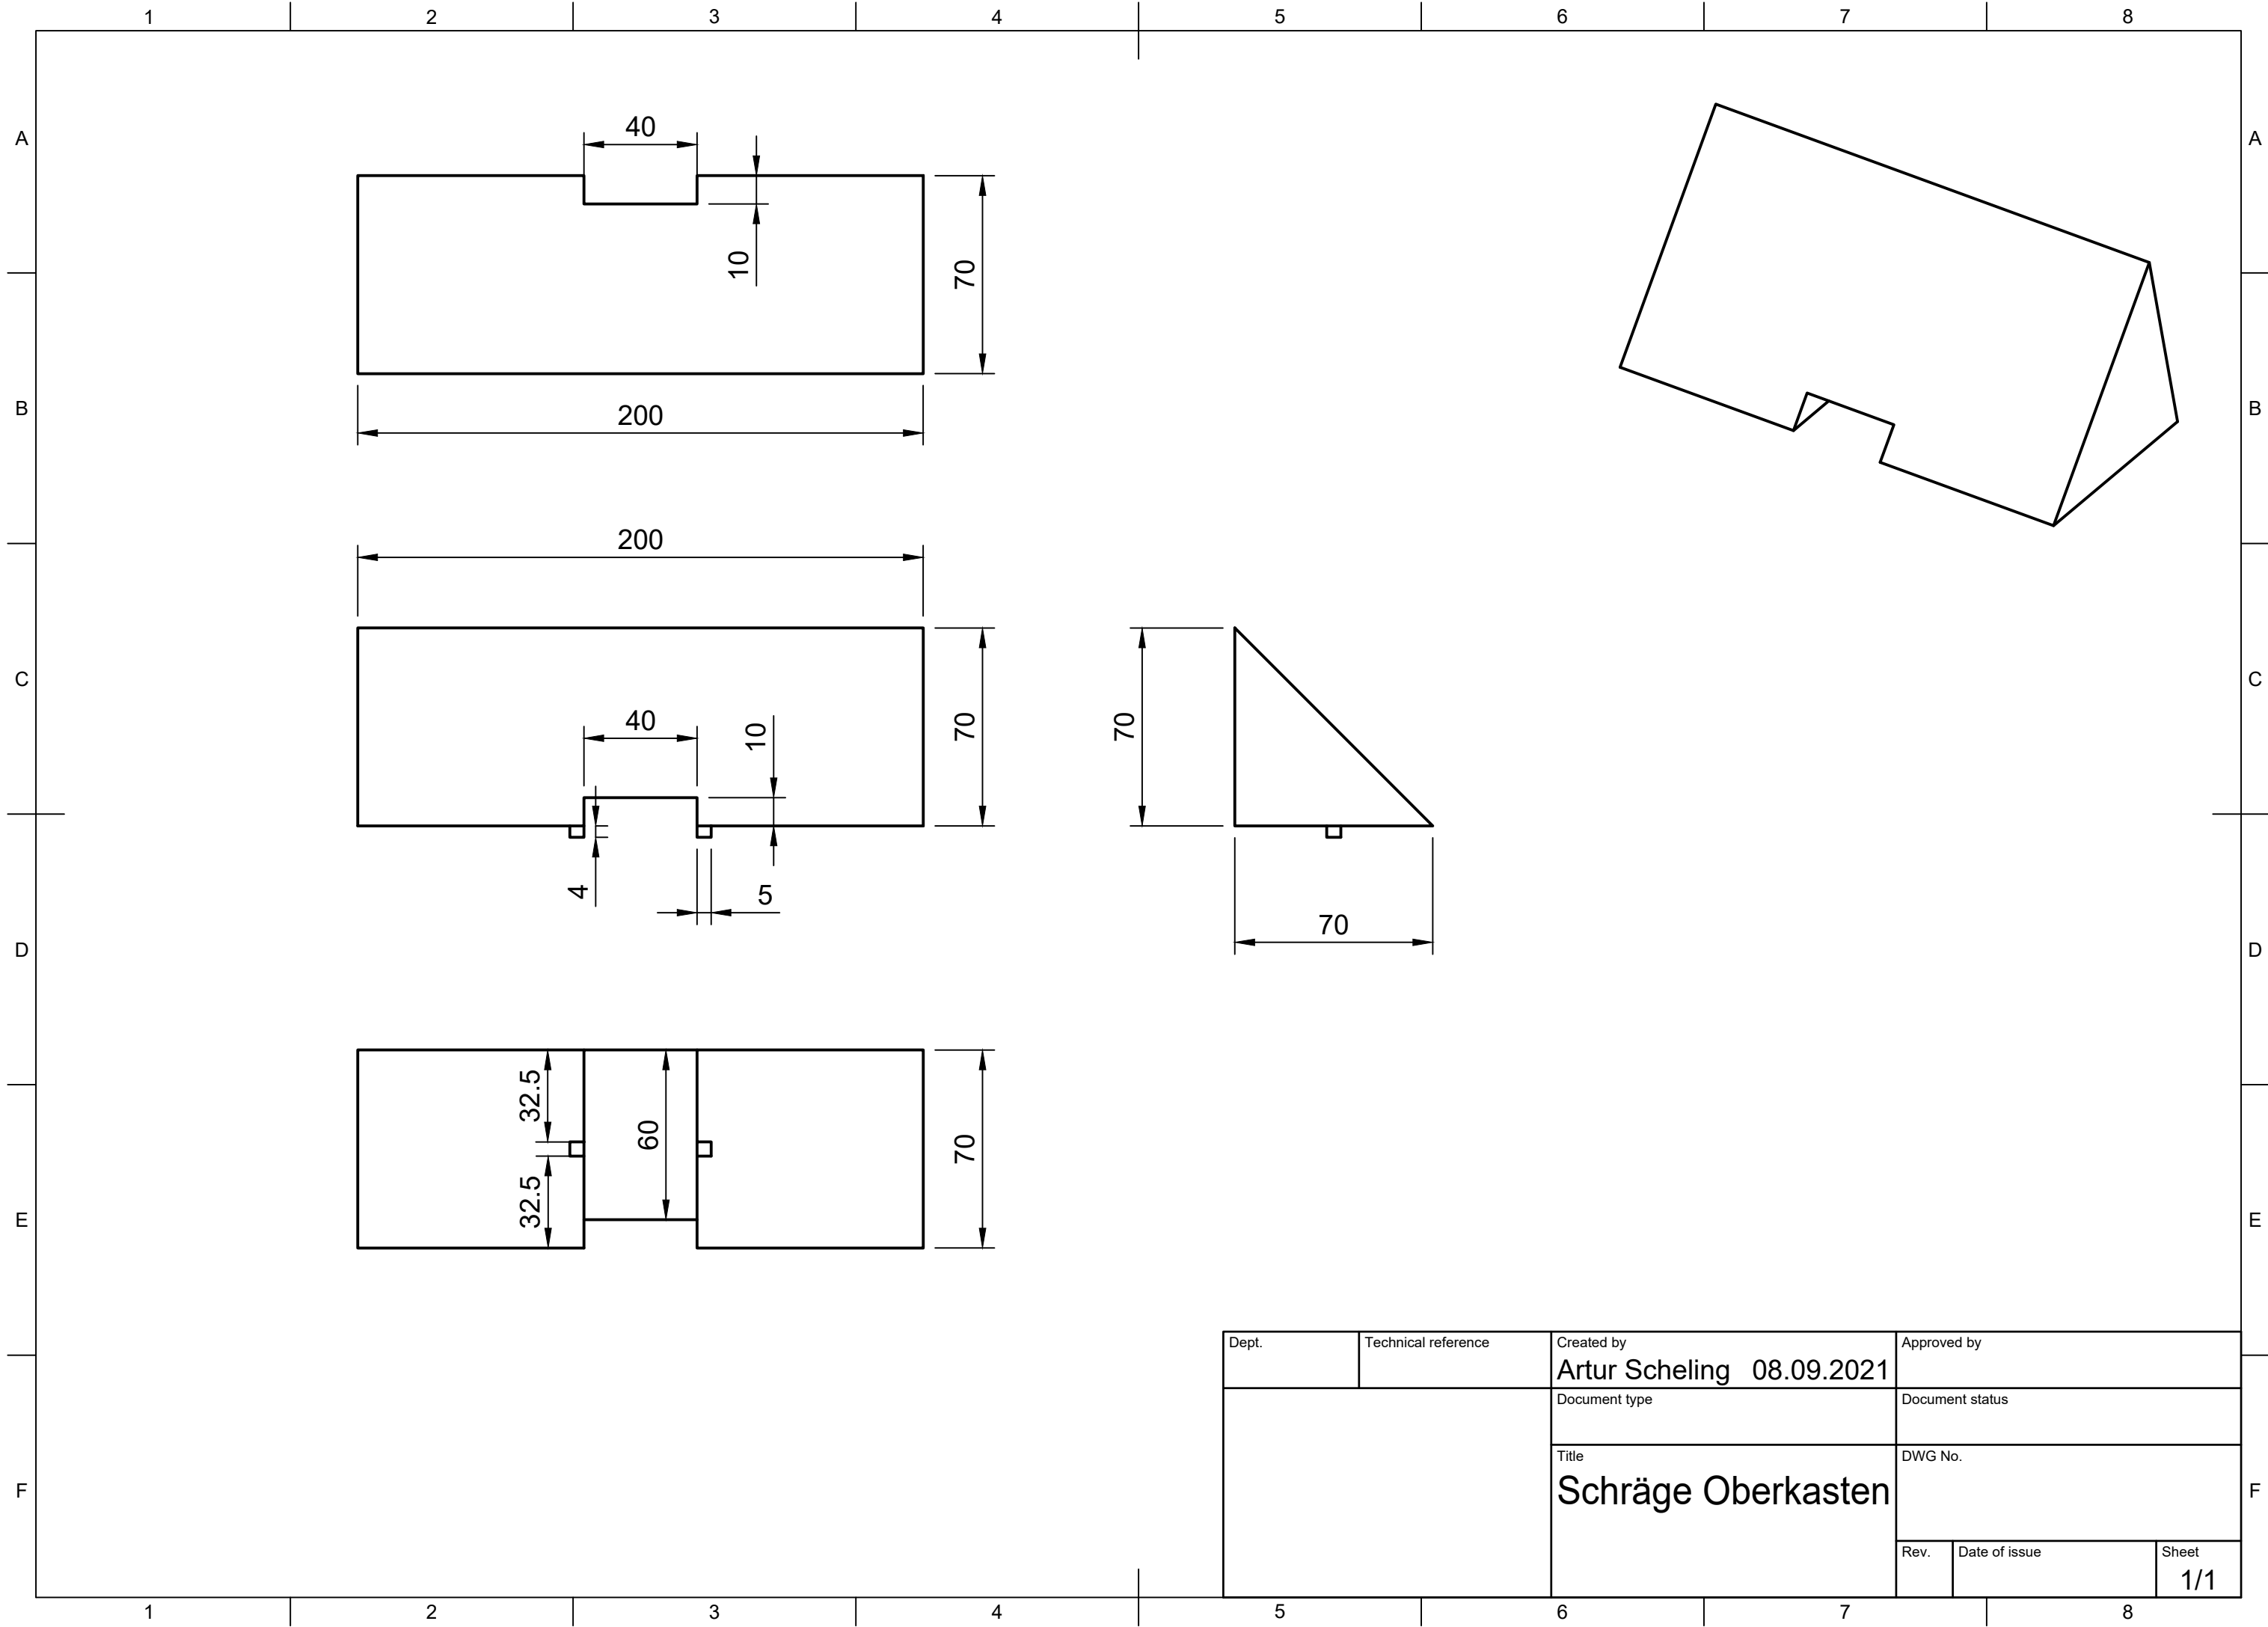 1 2 3 4 5 6 7 8
A A
40
10
70
B B
200
200
C C
40
10
70
70
4
5
70
D D
32.5
60
70
32.5
E E
Dept. Technical reference Created by Approved by
Artur Scheling 08.09.2021
Document type Document status
Title DWG No.
Schräge Oberkasten
F F
Rev. Date of issue Sheet
1/1
1 2 3 4 5 6 7 8